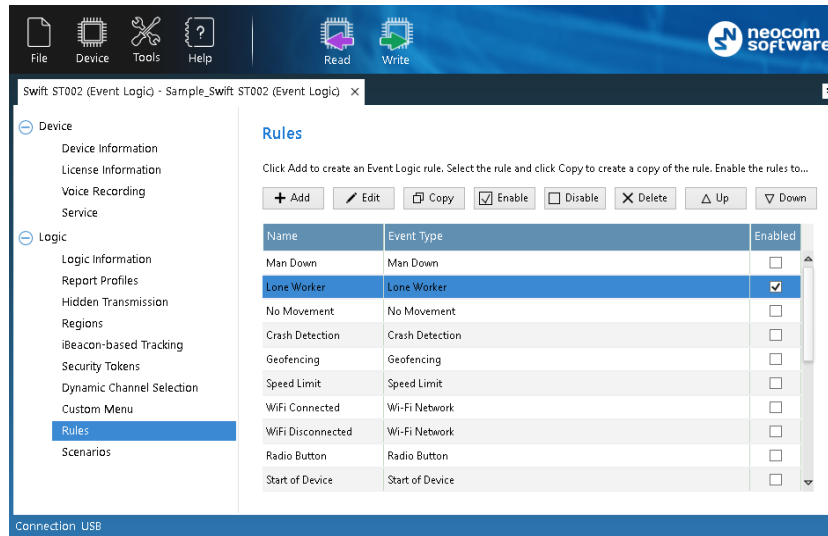 File Device Tools Help Read Write
neocom
software
Swift ST002 (Event Logic) - Sample_Swift ST002 (Event Logic) ×
Device
Device Information
License Information
Voice Recording
Service
Logic
Logic Information
Report Profiles
Hidden Transmission
Regions
iBeacon-based Tracking
Security Tokens
Dynamic Channel Selection
Custom Menu
Rules
Scenarios
Rules
Click Add to create an Event Logic rule. Select the rule and click Copy to create a copy of the rule. Enable the rules to...
Add Edit Copy Enable Disable Delete Up Down
Name Event Type Enabled
Man Down Man Down
Lone Worker Lone Worker
No Movement No Movement
Crash Detection Crash Detection
Geofencing Geofencing
Speed Limit Speed Limit
WiFi Connected Wi-Fi Network
WiFi Disconnected Wi-Fi Network
Radio Button Radio Button
Start of Device Start of Device
Connection USB